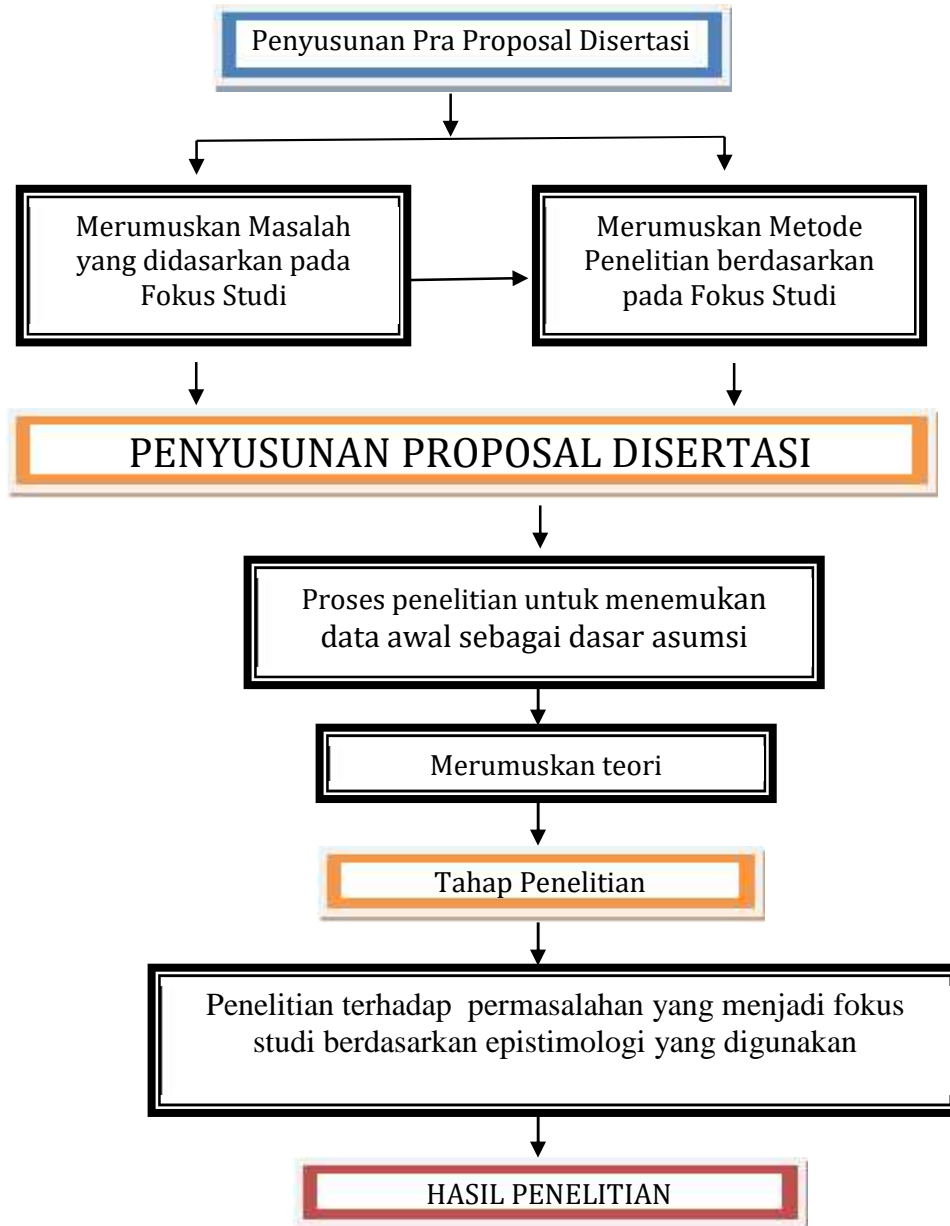 Penyusunan Pra Proposal Disertasi
Merumuskan Masalah
yang didasarkan pada
Fokus Studi
Merumuskan Metode
Penelitian berdasarkan
pada Fokus Studi
PENYUSUNAN PROPOSAL DISERTASI
Proses penelitian untuk menemukan
data awal sebagai dasar asumsi
Merumuskan teori
Tahap Penelitian
Penelitian terhadap permasalahan yang menjadi fokus
studi berdasarkan epistimologi yang digunakan
HASIL PENELITIAN